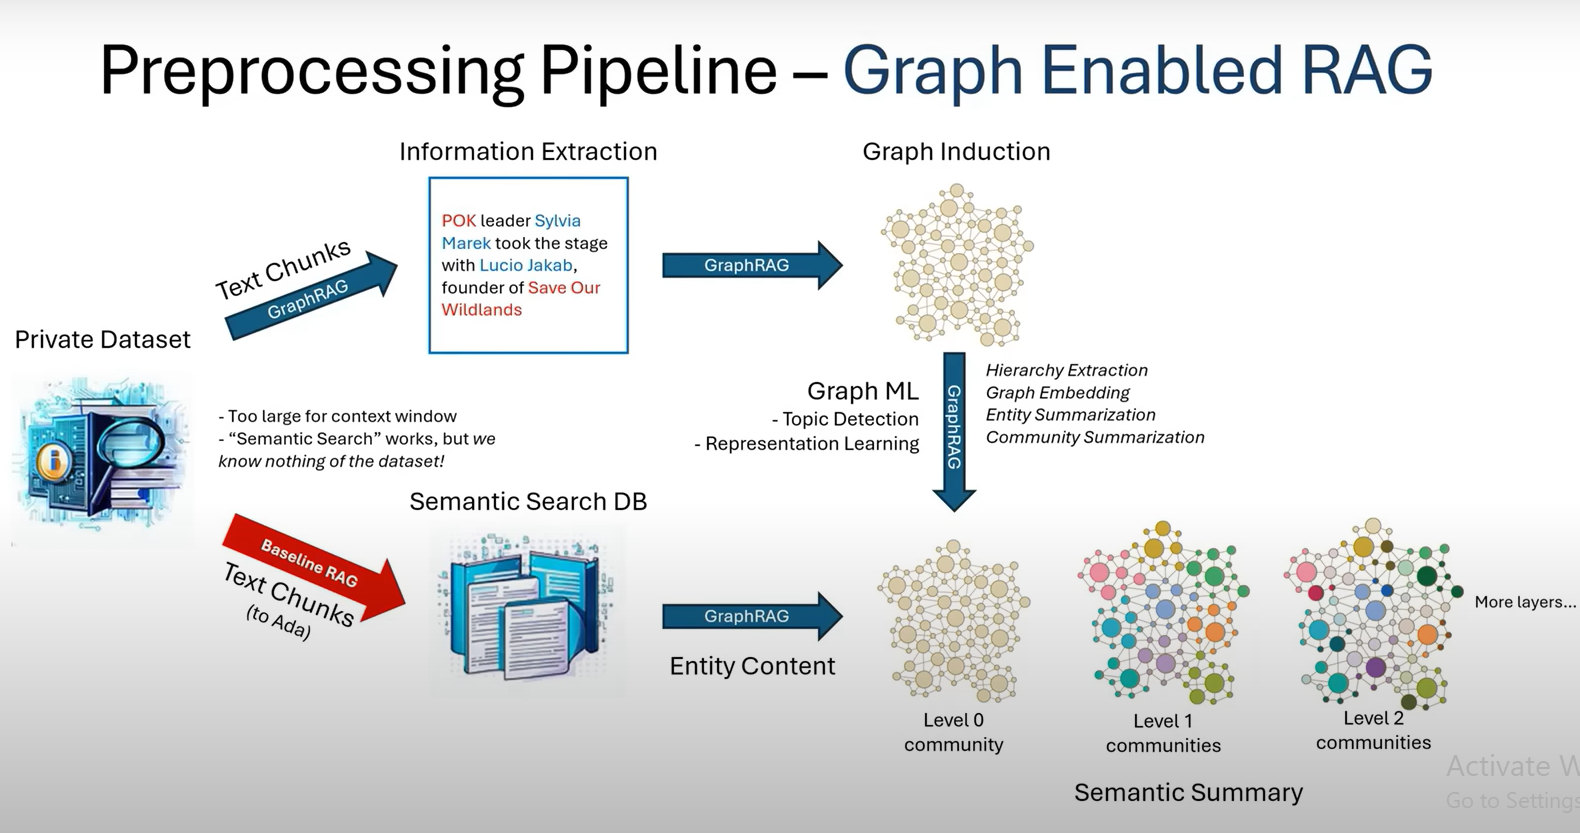 Preprocessing Pipeline – Graph Enabled RAG
Information Extraction
Graph Induction
POK leader Sylvia
Marek took the stage
with Lucio Jakab,
founder of Save Our
Wildlands
Text Chunks
GraphRAG
GraphRAG
Private Dataset
- Too large for context window
- “Semantic Search” works, but we
know nothing of the dataset!
Graph ML
- Topic Detection
- Representation Learning
GraphRAG
Hierarchy Extraction
Graph Embedding
Entity Summarization
Community Summarization
Semantic Search DB
Baseline RAG
Text Chunks
(to Ada)
GraphRAG
Entity Content
More layers...
Level 0
community
Level 1
communities
Level 2
communities
Semantic Summary
Activate W
Go to Settings